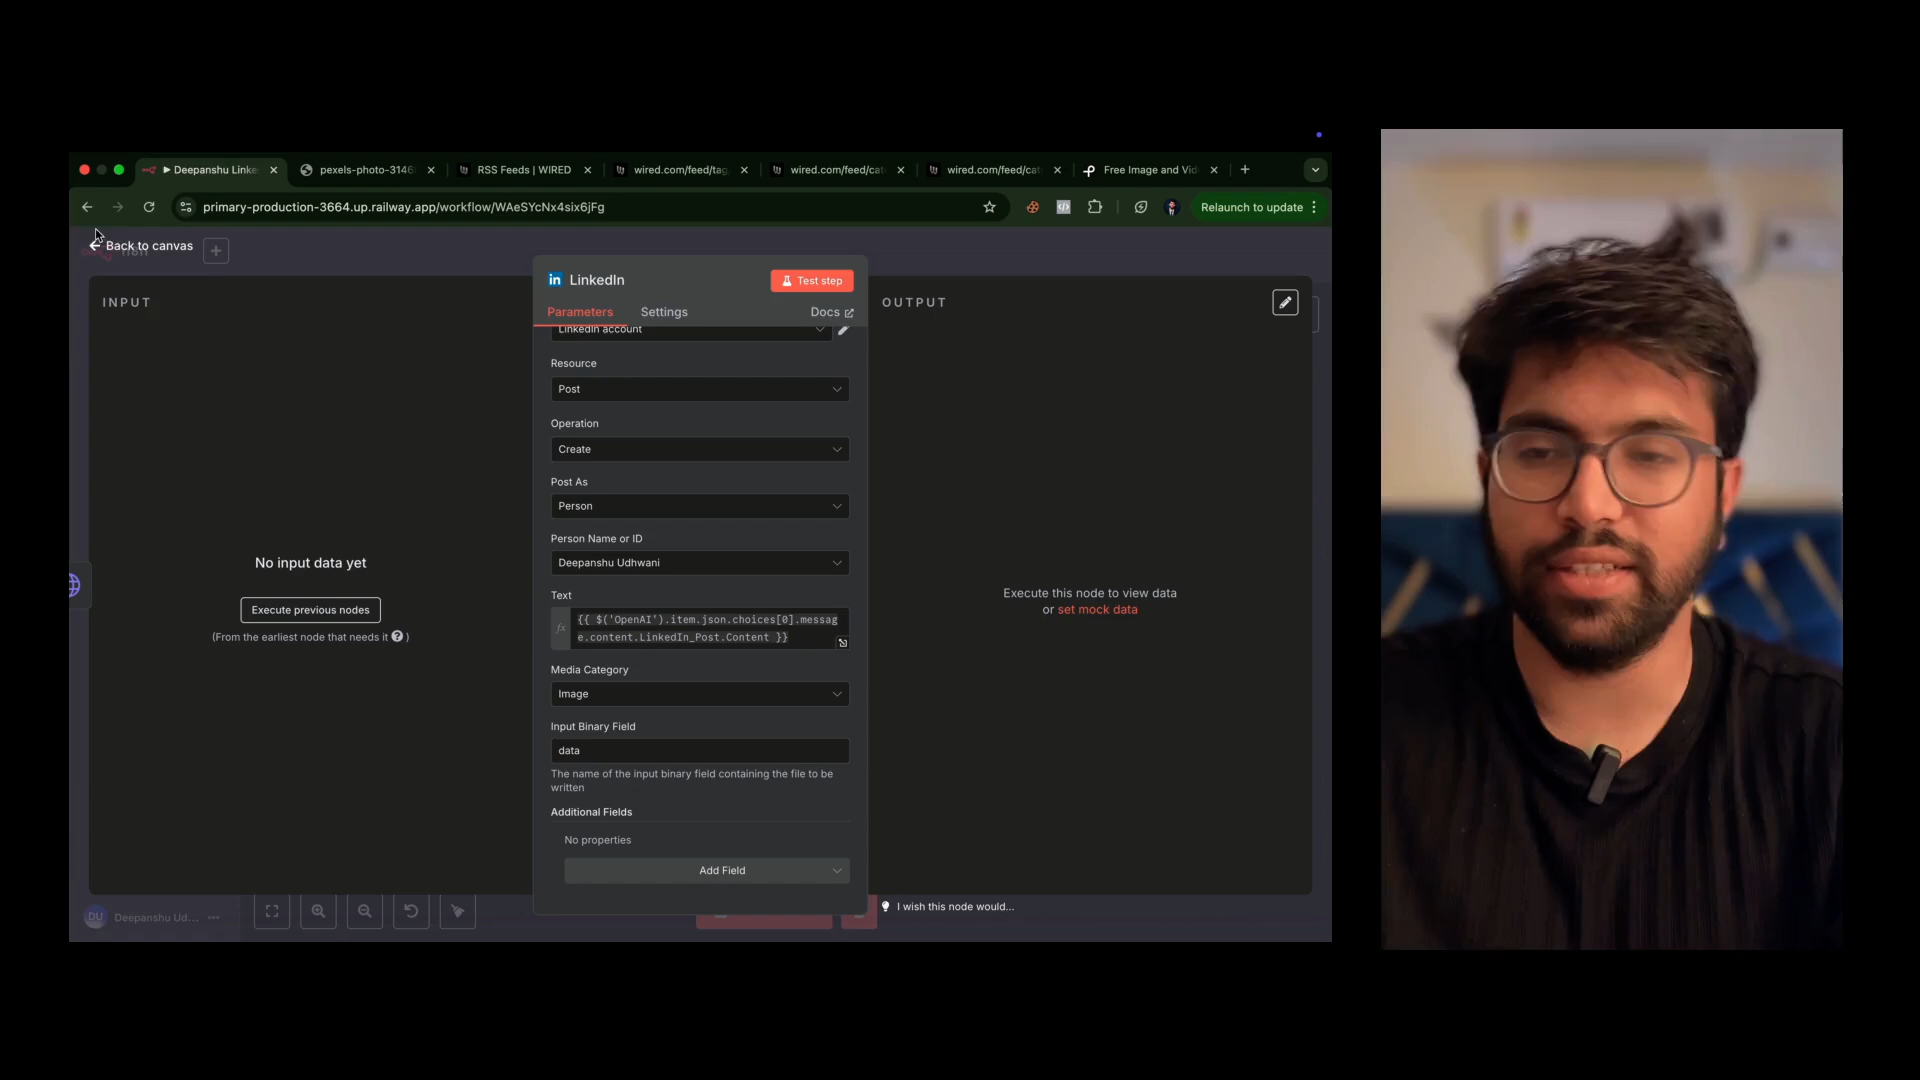 Deepanshu Linke
pexels-photo-3146
RSS Feeds | WIRED
wired.com/feed/tag
wired.com/feed/cat
wired.com/feed/cat
Free Image and Vid
primary-production-3664.up.railway.app/workflow/WAeSYcNx4six6jFg
Relaunch to update
Back to canvas
INPUT
No input data yet
Execute previous nodes
(From the earliest node that needs it ? )
in LinkedIn
Test step
Parameters
Settings
Docs
LinkedIn account
Resource
Post
Operation
Create
Post As
Person
Person Name or ID
Deepanshu Udhwani
Text
fx
{{ $('OpenAI').item.json.choices[0].messag
e.content.LinkedIn_Post.Content }}
Media Category
Image
Input Binary Field
data
The name of the input binary field containing the file to be
written
Additional Fields
No properties
Add Field
OUTPUT
Execute this node to view data
or set mock data
I wish this node would...
DU
Deepanshu Ud...